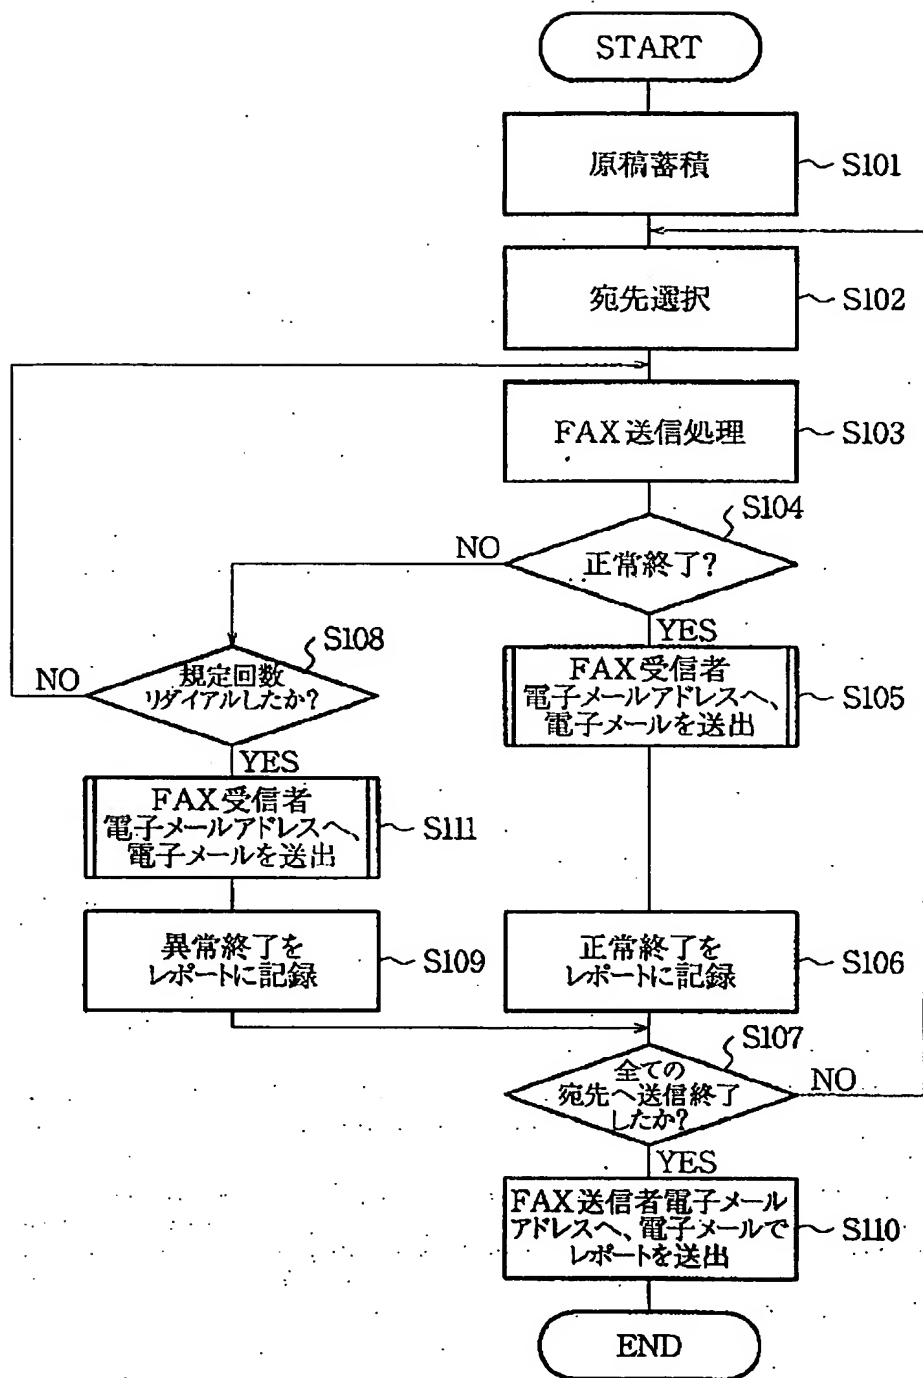 START
原稿蓄積
S101
宛先選択
S102
FAX送信処理
S103
S104
正常終了?
NO
YES
S108
規定回数
リダイアルしたか?
NO
YES
FAX受信者
電子メールアドレスへ、
電子メールを送出
S105
FAX受信者
電子メールアドレスへ、
電子メールを送出
S111
異常終了を
レポートに記録
S109
正常終了を
レポートに記録
S106
S107
全ての
宛先へ送信終了
したか?
NO
YES
FAX送信者電子メール
アドレスへ、電子メールで
レポートを送出
S110
END